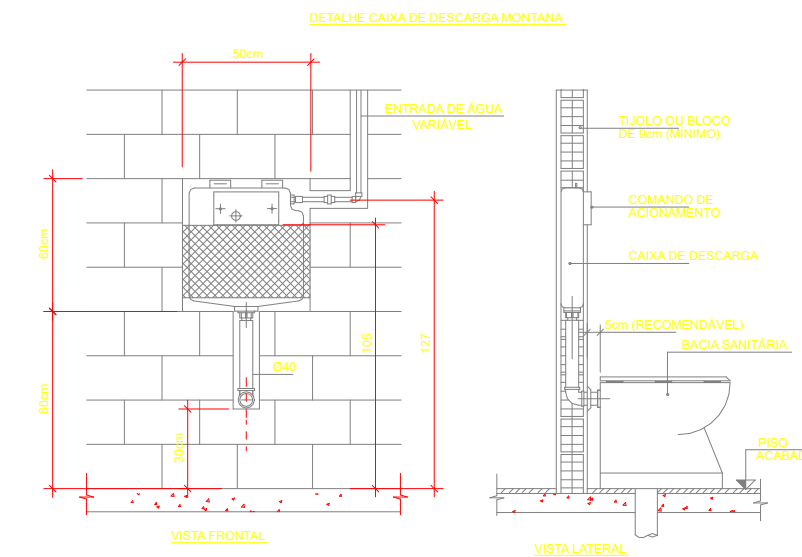 DETALHE CAIXA DE DESCARGA MONTANA
50cm
ENTRADA DE ÁGUA
VARIÁVEL
60cm
80cm
30cm
Ø40
127
VISTA FRONTAL
TIJOLO OU BLOCO
DE 9cm (MÍNIMO)
COMANDO DE
ACIONAMENTO
CAIXA DE DESCARGA
5cm (RECOMENDÁVEL)
BACIA SANITÁRIA
PISO
ACABAD
VISTA LATERAL